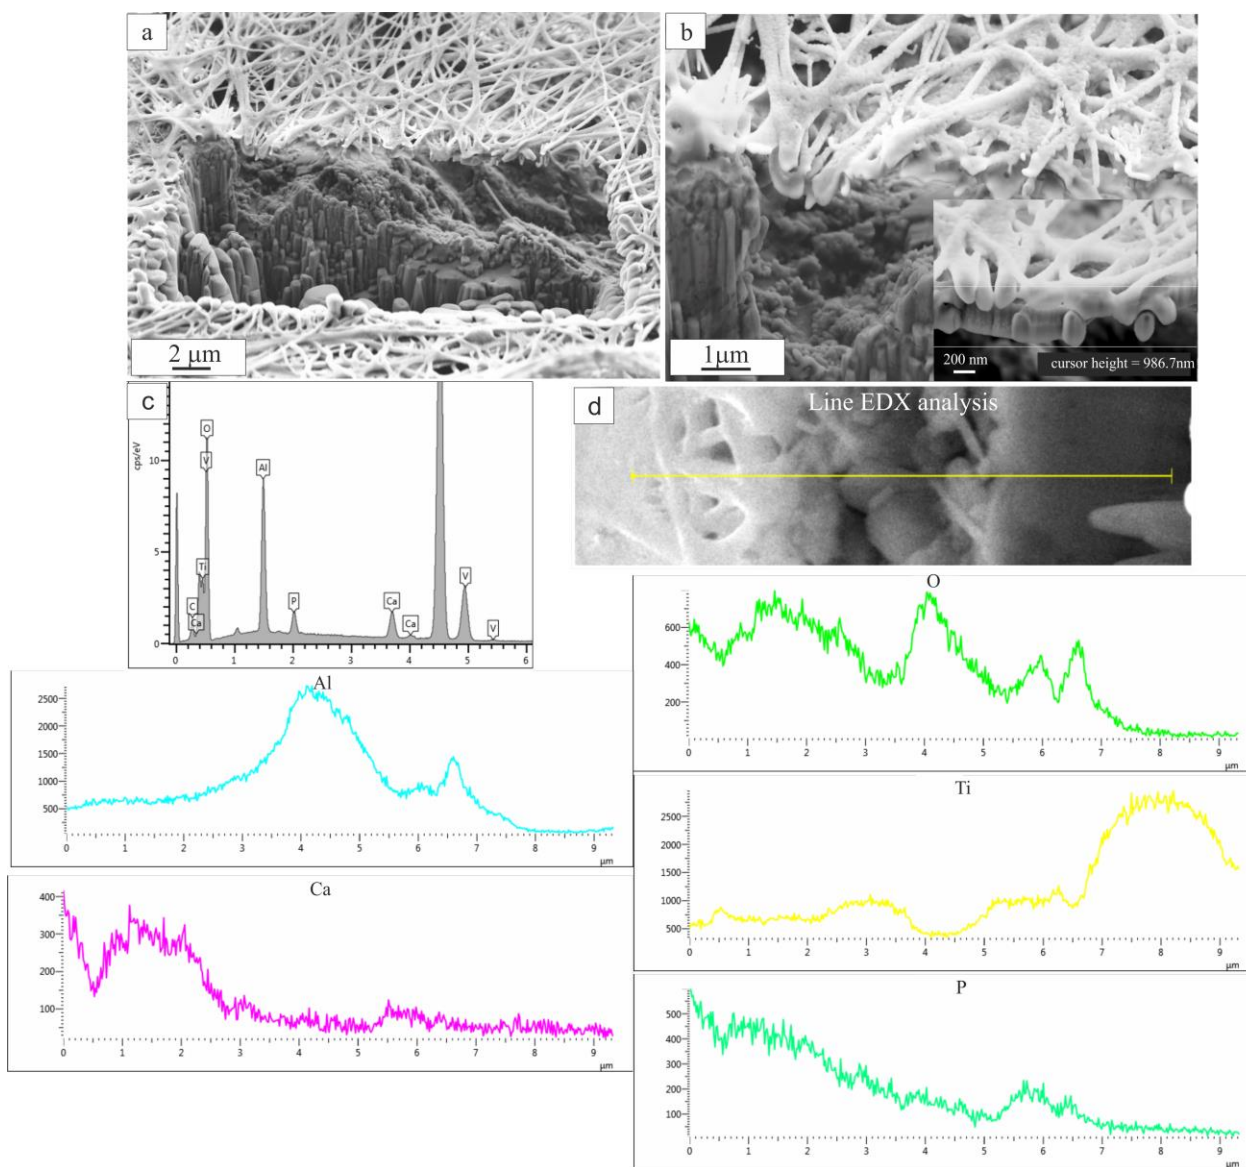 a
2 μm
b
200 nm
cursor height = 986.7nm
1μm
c
cps/eV
10
5
0
O
V
Al
Ti
C
Ca
P
Ca
Ca
V
V
0 1 2 3 4 5 6
d
Line EDX analysis
O
600
400
200
0 1 2 3 4 5 6 7 8 9
μm
Al
2500
2000
1500
1000
500
0 1 2 3 4 5 6 7 8 9
μm
Ti
2500
2000
1500
1000
500
0 1 2 3 4 5 6 7 8 9
μm
Ca
400
300
200
100
0 1 2 3 4 5 6 7 8 9
μm
P
500
400
300
200
100
0 1 2 3 4 5 6 7 8 9
μm